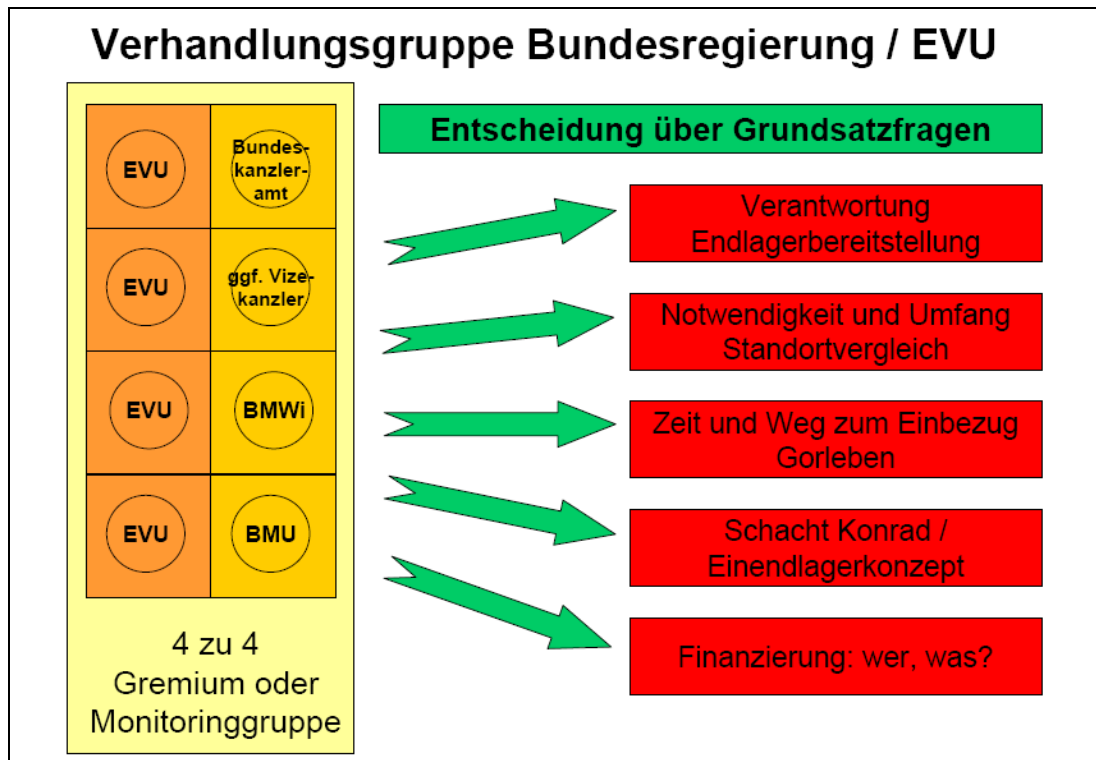 Verhandlungsgruppe Bundesregierung / EVU
EVU
Bundes-
kanzler-
amt
EVU
ggf. Vize-
kanzler
EVU
BMWi
EVU
BMU
4 zu 4
Gremium oder
Monitoringgruppe
Entscheidung über Grundsatzfragen
Verantwortung
Endlagerbereitstellung
Notwendigkeit und Umfang
Standortvergleich
Zeit und Weg zum Einbezug
Gorleben
Schacht Konrad /
Einendlagerkonzept
Finanzierung: wer, was?